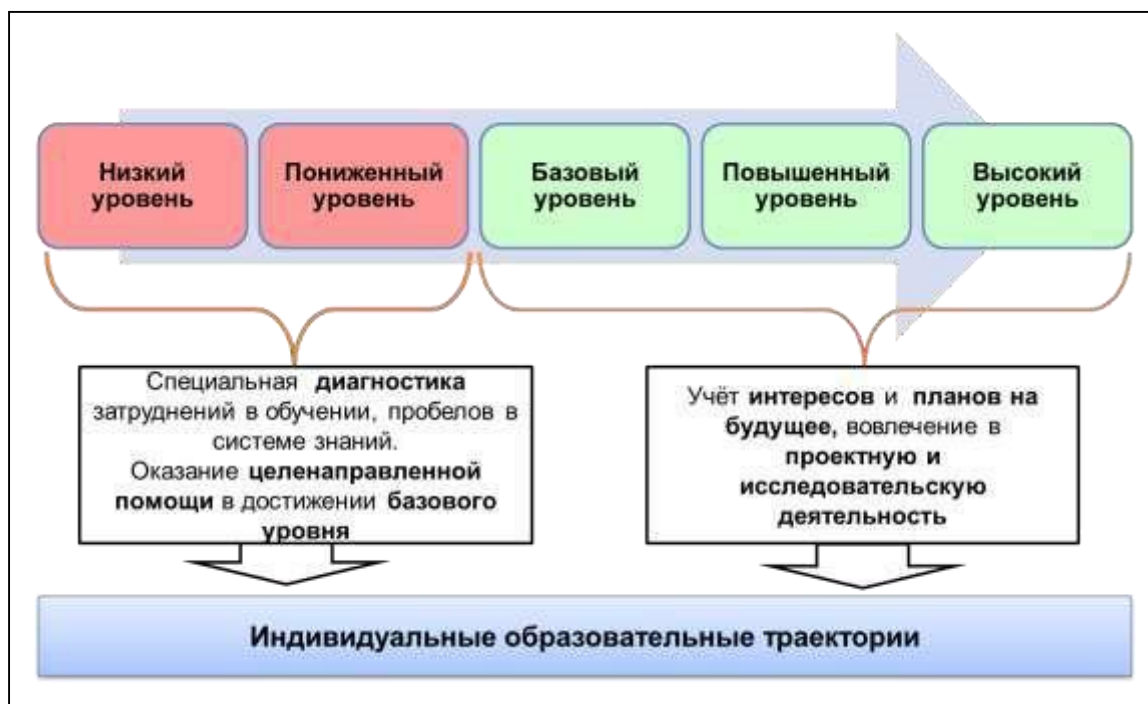 Низкий
уровень
Пониженный
уровень
Базовый
уровень
Повышенный
уровень
Высокий
уровень
Специальная диагностика
затруднений в обучении, пробелов в
системе знаний.
Оказание целенаправленной
помощи в достижении базового
уровня
Учёт интересов и планов на
будущее, вовлечение в
проектную и
исследовательскую
деятельность
Индивидуальные образовательные траектории